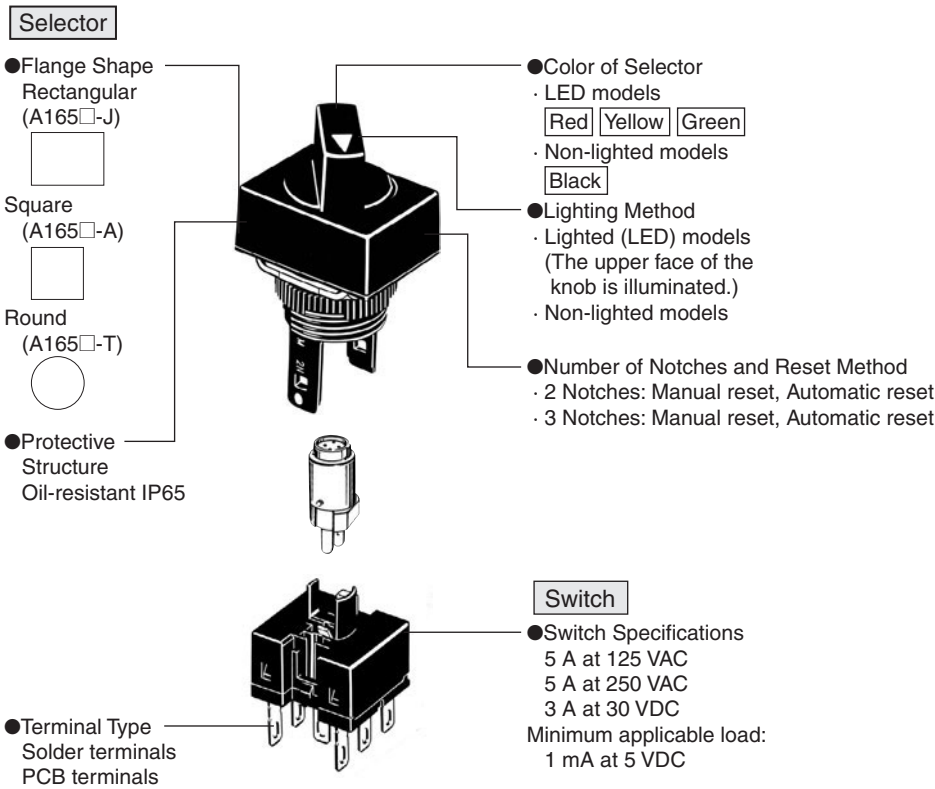 Selector
●Flange Shape
Rectangular
(A165□-J)
Square
(A165□-A)
Round
(A165□-T)
●Protective
Structure
Oil-resistant IP65
●Terminal Type
Solder terminals
PCB terminals
●Color of Selector
· LED models
Red Yellow Green
· Non-lighted models
Black
●Lighting Method
· Lighted (LED) models
(The upper face of the
knob is illuminated.)
· Non-lighted models
●Number of Notches and Reset Method
· 2 Notches: Manual reset, Automatic reset
· 3 Notches: Manual reset, Automatic reset
Switch
●Switch Specifications
5 A at 125 VAC
5 A at 250 VAC
3 A at 30 VDC
Minimum applicable load:
1 mA at 5 VDC